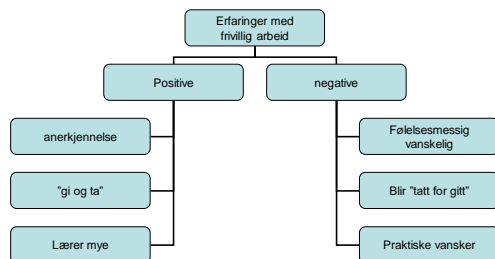 Erfaringer med
frivillig arbeid
Positive
negative
anerkjennelse
"gi og ta"
Lærer mye
Følelsesmessig
vanskelig
Blir "tatt for gitt"
Praktiske vansker